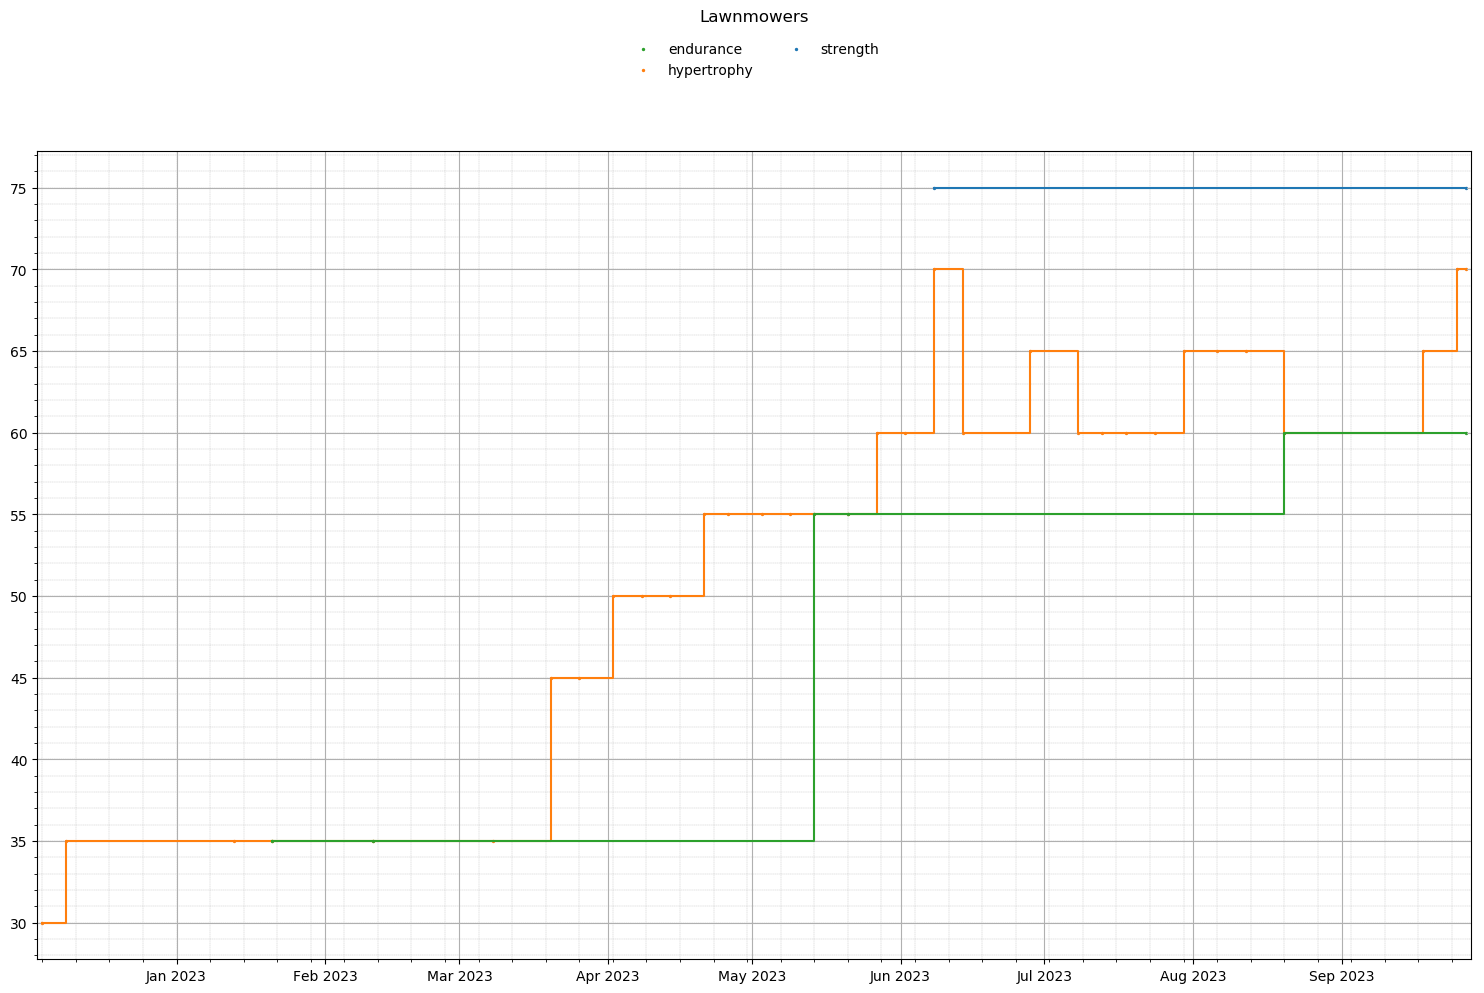 Lawnmowers
endurance
hypertrophy
strength
75
70
65
60
55
50
45
40
35
30
Jan 2023
Feb 2023
Mar 2023
Apr 2023
May 2023
Jun 2023
Jul 2023
Aug 2023
Sep 2023